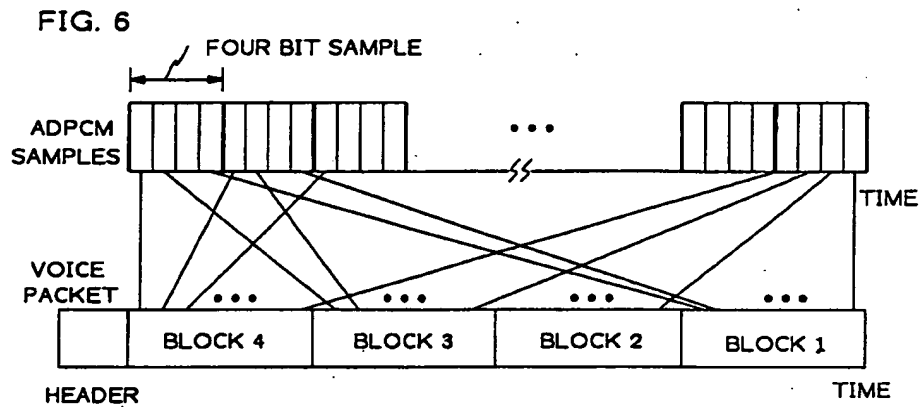 FIG. 6
FOUR BIT SAMPLE
ADPCM
SAMPLES
TIME
VOICE
PACKET
BLOCK 4
BLOCK 3
BLOCK 2
BLOCK 1
HEADER
TIME